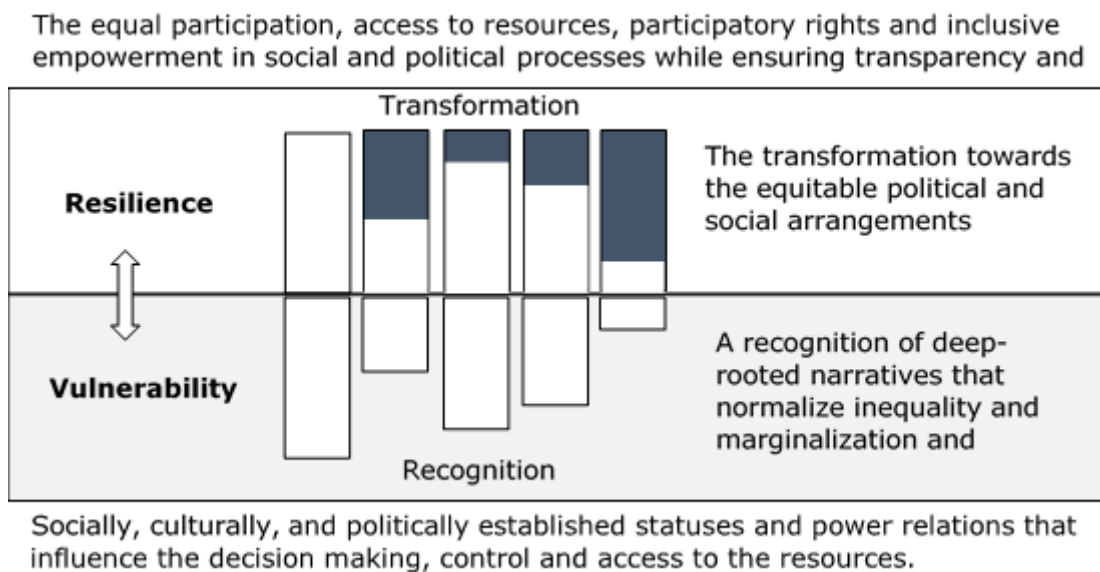 The equal participation, access to resources, participatory rights and inclusive
empowerment in social and political processes while ensuring transparency and
Transformation
Resilience
The transformation towards
the equitable political and
social arrangements
Vulnerability
A recognition of deep-
rooted narratives that
normalize inequality and
marginalization and
Recognition
Socially, culturally, and politically established statuses and power relations that
influence the decision making, control and access to the resources.